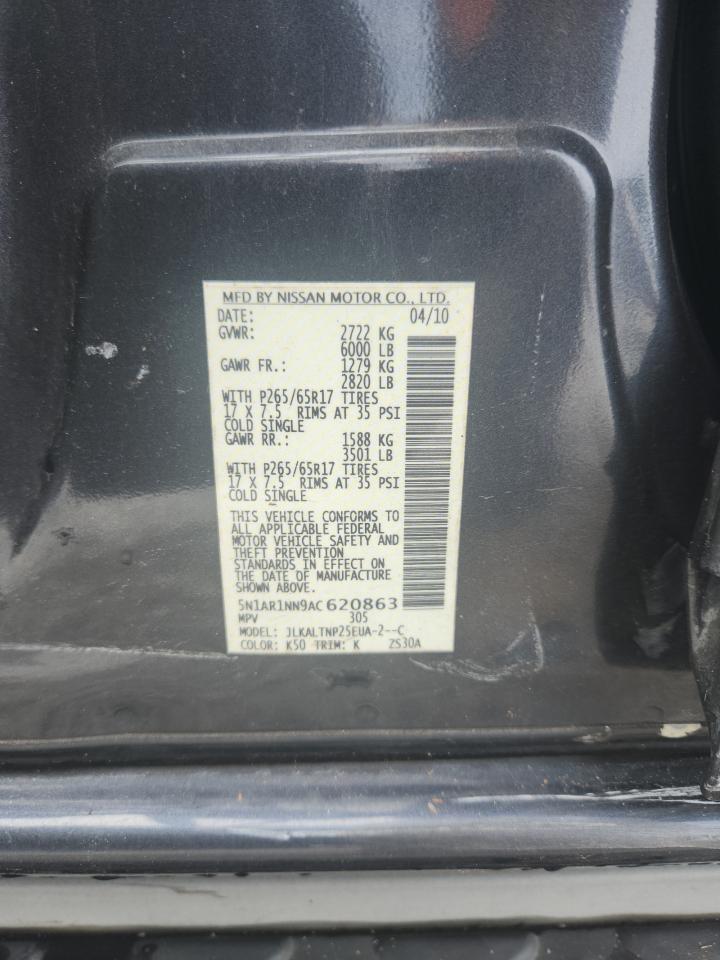 MFD BY NISSAN MOTOR CO., LTD.
DATE: 04/10
GVWR: 2722 KG
6000 LB
GAWR FR.: 1279 KG
2820 LB
WITH P265/65R17 TIRES
17 X 7.5 RIMS AT 35 PSI
COLD SINGLE
GAWR RR.: 1588 KG
3501 LB
WITH P265/65R17 TIRES
17 X 7.5 RIMS AT 35 PSI
COLD SINGLE
THIS VEHICLE CONFORMS TO
ALL APPLICABLE FEDERAL
MOTOR VEHICLE SAFETY AND
THEFT PREVENTION
STANDARDS IN EFFECT ON
THE DATE OF MANUFACTURE
SHOWN ABOVE.
5N1AR1NN9AC620863
MPV 305
MODEL: JLKALTNP25EUA-2--C
COLOR: K50 TRIM: K ZS30A